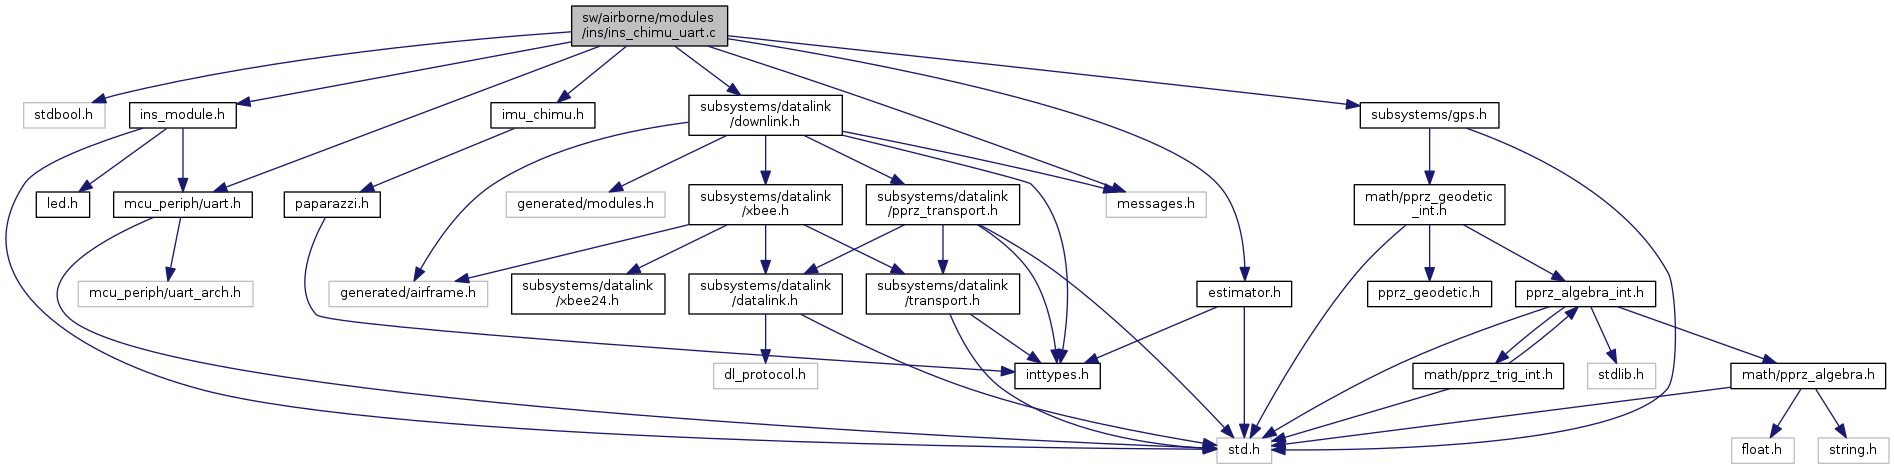 sw/airborne/modules
/ins/ins_chimu_uart.c
stdbool.h
ins_module.h
imu_chimu.h
subsystems/datalink
/downlink.h
subsystems/gps.h
led.h
mcu_periph/uart.h
paparazzi.h
generated/modules.h
subsystems/datalink
/xbee.h
subsystems/datalink
/pprz_transport.h
messages.h
math/pprz_geodetic
_int.h
mcu_periph/uart_arch.h
generated/airframe.h
subsystems/datalink
/xbee24.h
subsystems/datalink
/datalink.h
subsystems/datalink
/transport.h
estimator.h
pprz_geodetic.h
pprz_algebra_int.h
dl_protocol.h
inttypes.h
math/pprz_trig_int.h
stdlib.h
math/pprz_algebra.h
std.h
float.h
string.h